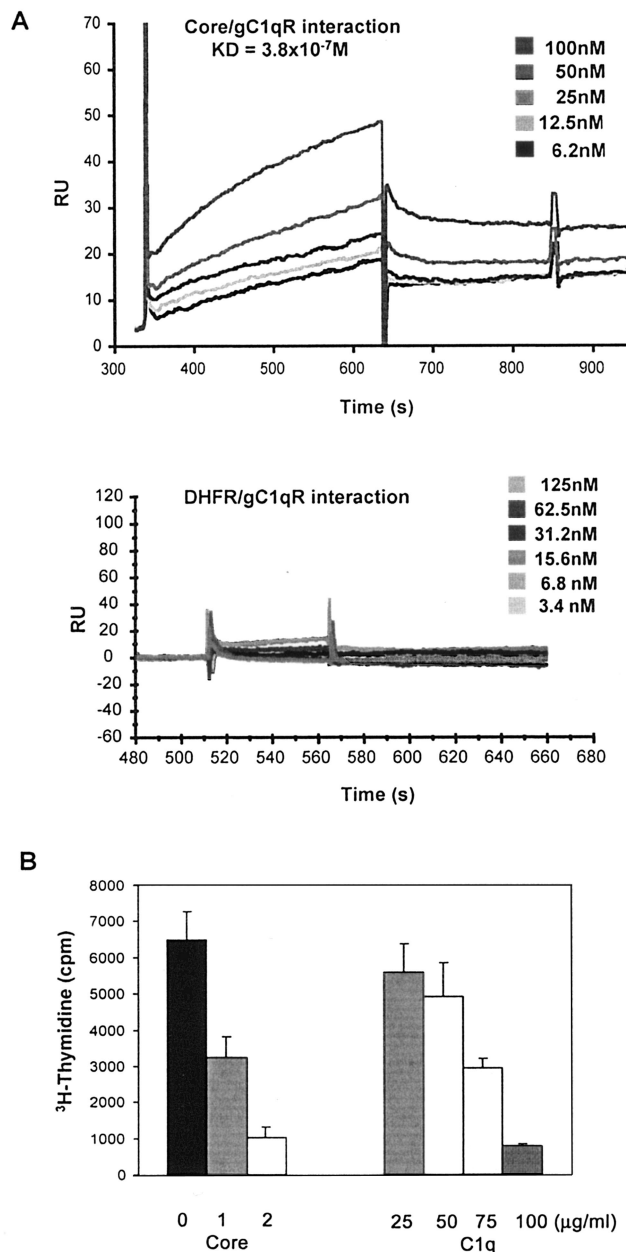 A
Core/gC1qR interaction
KD = 3.8x10⁻⁷M
100nM
50nM
25nM
12.5nM
6.2nM
70
60
50
40
30
20
10
0
RU
300 400 500 600 700 800 900
Time (s)
DHFR/gC1qR interaction
125nM
62.5nM
31.2nM
15.6nM
6.8 nM
3.4 nM
120
100
80
60
40
20
0
-20
-40
-60
RU
480 500 520 540 560 580 600 620 640 660 680
Time (s)
B
8000
7000
6000
5000
4000
3000
2000
1000
0
³H-Thymidine (cpm)
0 1 2 25 50 75 100 (µg/ml)
Core C1q